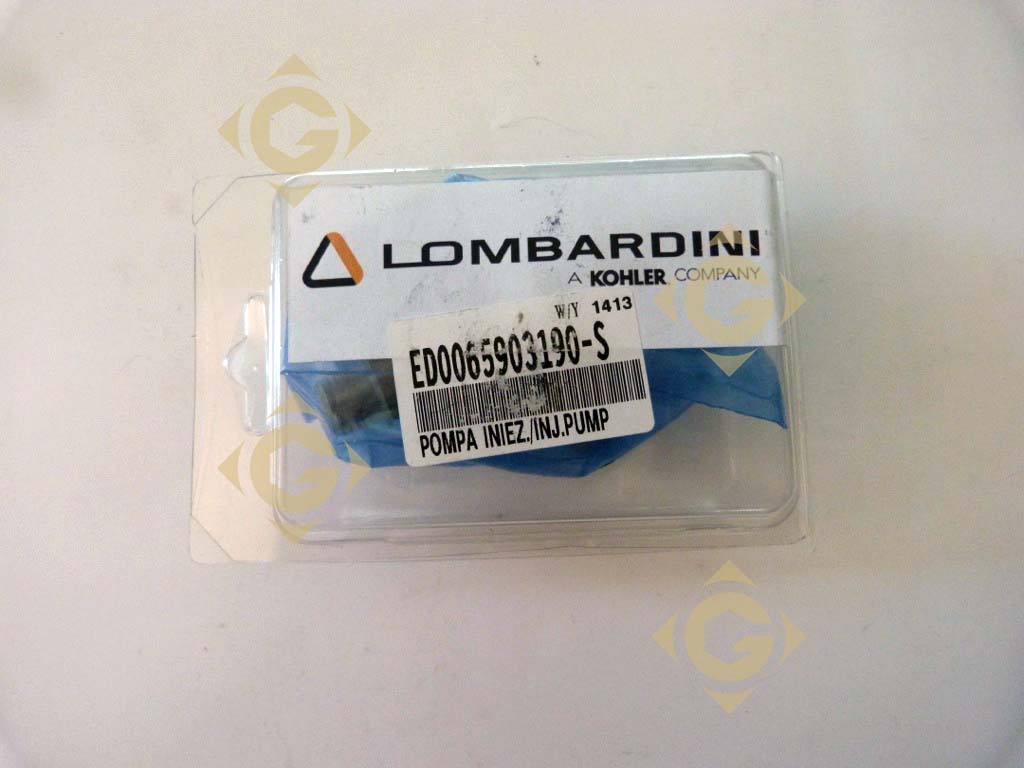 LOMBARDINI
A KOHLER COMPANY
W/Y 1413
ED0065903190-S
POMPA INIEZ./INJ.PUMP
G
G
G
G